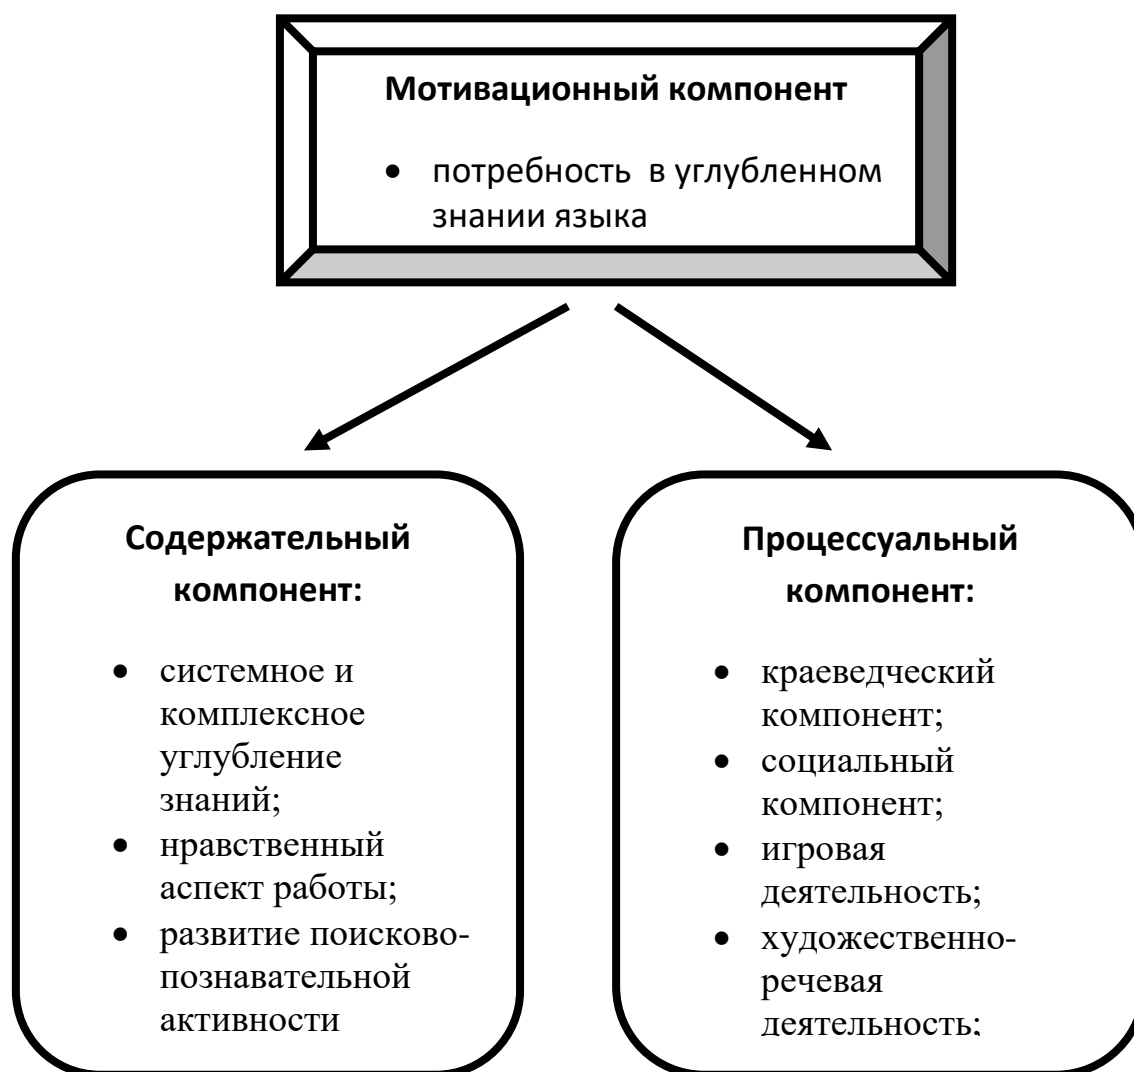 Мотивационный компонент
• потребность в углубленном
знании языка
Содержательный
компонент:
• системное и
комплексное
углубление
знаний;
• нравственный
аспект работы;
• развитие поисково-
познавательной
активности
Процессуальный
компонент:
• краеведческий
компонент;
• социальный
компонент;
• игровая
деятельность;
• художественно-
речевая
деятельность;